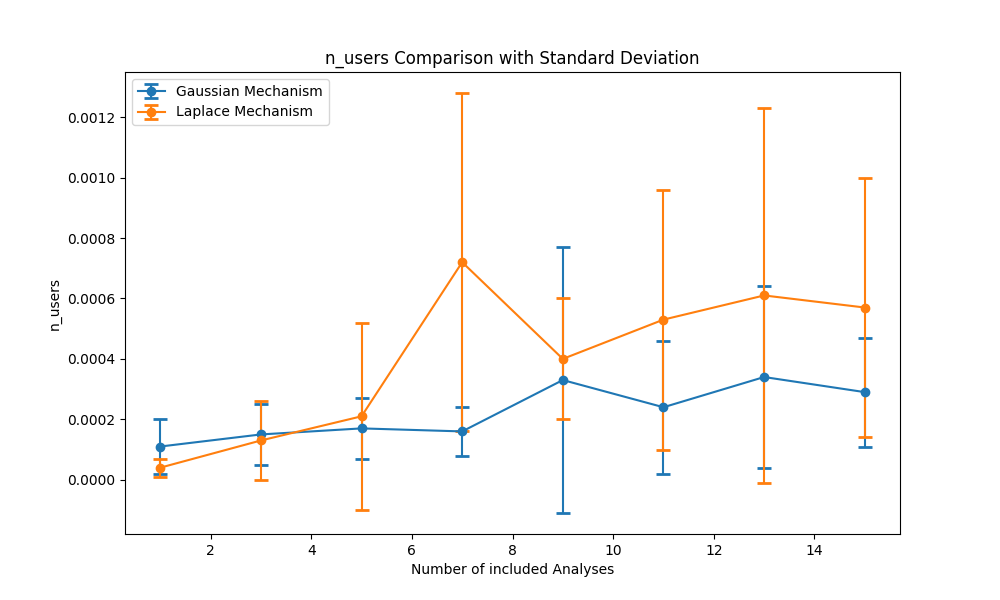 n_users Comparison with Standard Deviation
Gaussian Mechanism
Laplace Mechanism
0.0012
0.0010
0.0008
0.0006
0.0004
0.0002
0.0000
n_users
2 4 6 8 10 12 14
Number of included Analyses